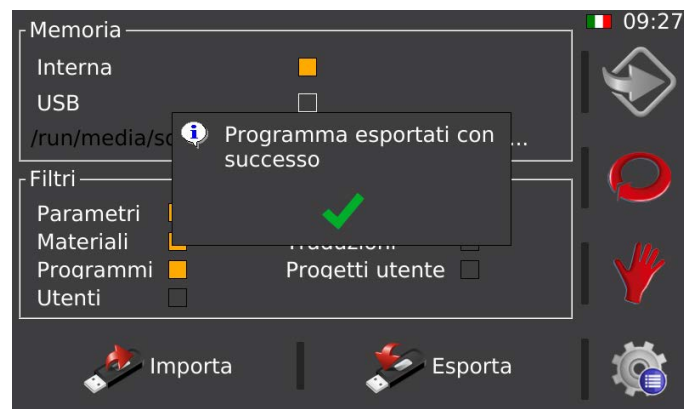 Memoria
09:27
Interna
USB
/run/media/sc
...
Programma esportati con
successo
Filtri
Parametri
Materiali
Traduzioni
Programmi
Progetti utente
Utenti
Importa
Esporta